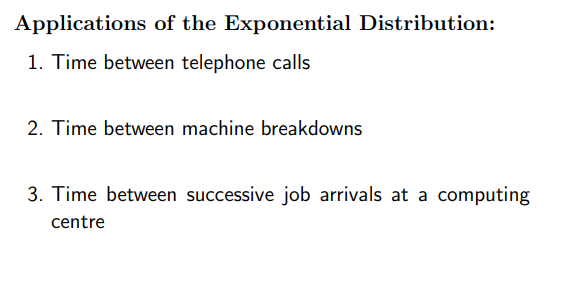 Applications of the Exponential Distribution:
1. Time between telephone calls
2. Time between machine breakdowns
3. Time between successive job arrivals at a computing
centre